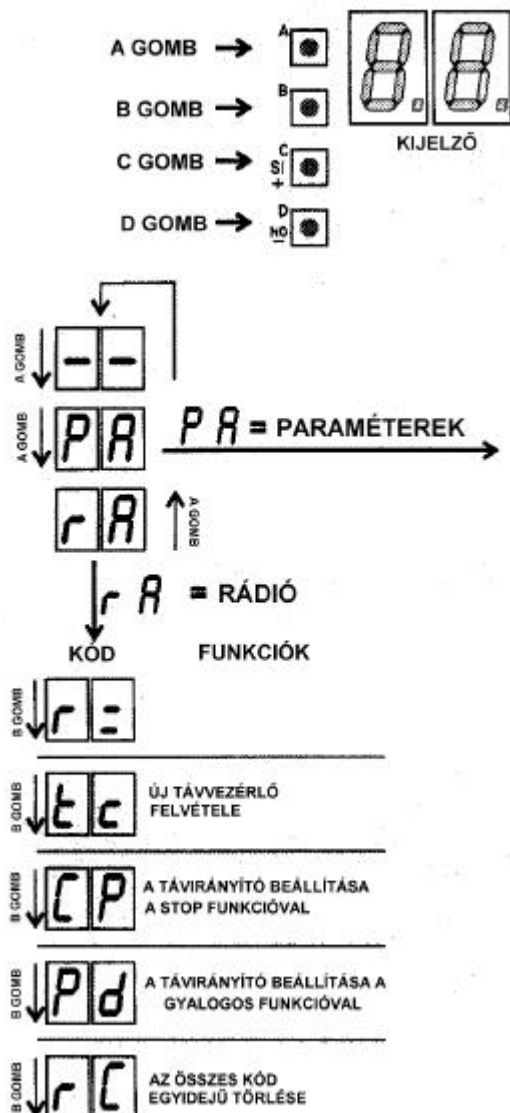 A GOMB → A
B GOMB → B
C GOMB → C SI +
D GOMB → D NO –
8. 8.
KIJELZŐ
A GOMB
– –
A GOMB
PA
PA = PARAMÉTEREK
rA
A GOMB
rA = RÁDIÓ
KÓD FUNKCIÓK
B GOMB
r =
B GOMB
tc
ÚJ TÁVVEZÉRLŐ
FELVÉTELE
B GOMB
CP
A TÁVIRÁNYÍTÓ BEÁLLÍTÁSA
A STOP FUNKCIÓVAL
B GOMB
Pd
A TÁVIRÁNYÍTÓ BEÁLLÍTÁSA A
GYALOGOS FUNKCIÓVAL
B GOMB
rC
AZ ÖSSZES KÓD
EGYIDEJŰ TÖRLÉSE